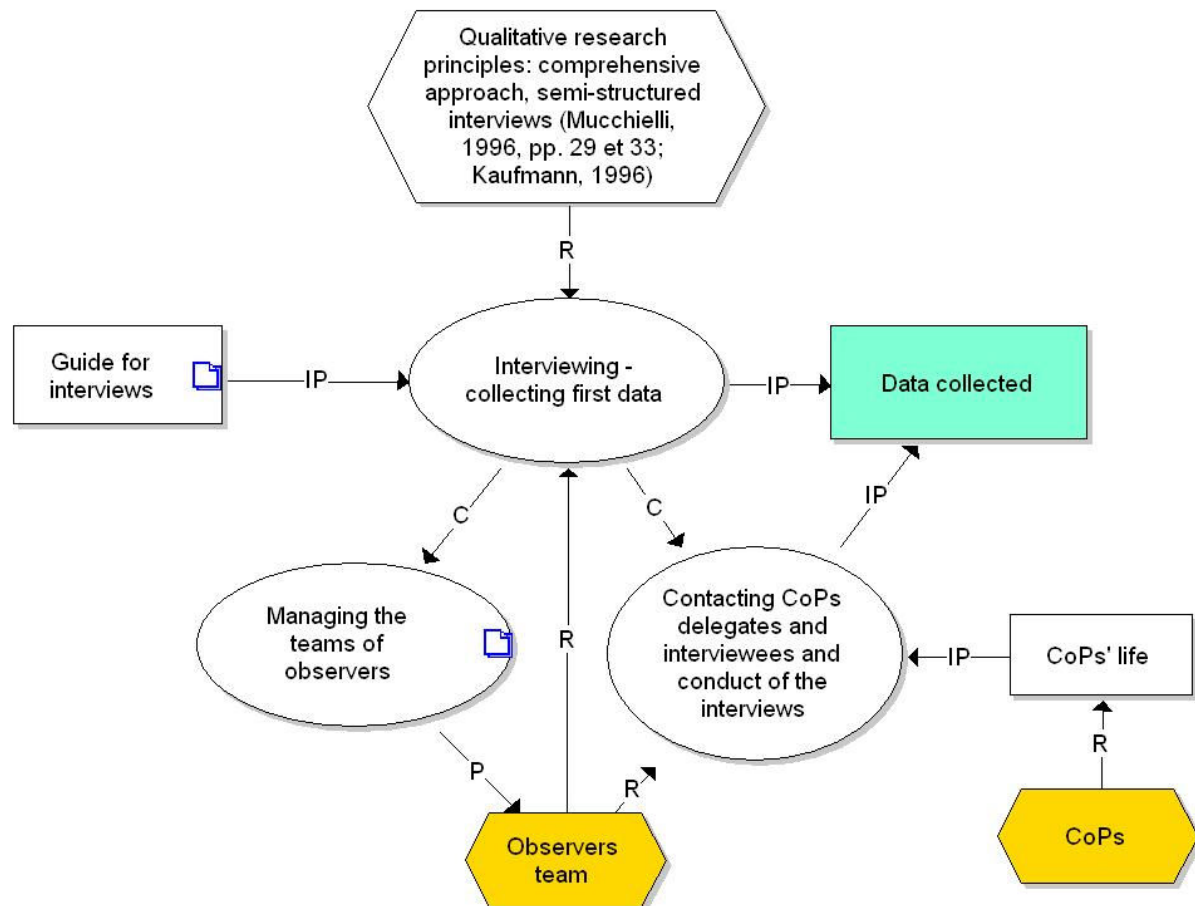 Qualitative research
principles: comprehensive
approach, semi-structured
interviews (Mucchielli,
1996, pp. 29 et 33;
Kaufmann, 1996)
R
Guide for
interviews
IP
Interviewing -
collecting first data
IP
Data collected
C
C
IP
Managing the
teams of
observers
R
Contacting CoPs
delegates and
interviewees and
conduct of the
interviews
IP
CoPs' life
P
R
R
Observers
team
CoPs